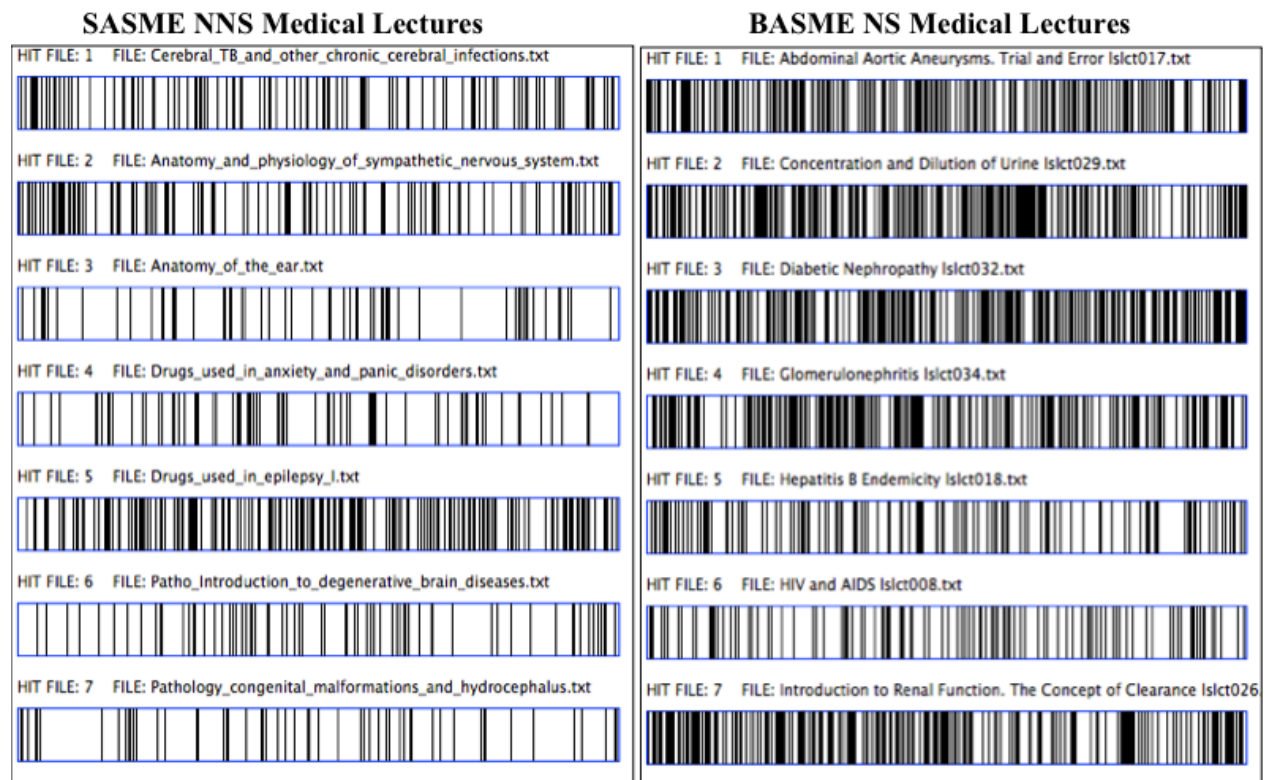 SASME NNS Medical Lectures
HIT FILE: 1 FILE: Cerebral_TB_and_other_chronic_cerebral_infections.txt
HIT FILE: 2 FILE: Anatomy_and_physiology_of_sympathetic_nervous_system.txt
HIT FILE: 3 FILE: Anatomy_of_the_ear.txt
HIT FILE: 4 FILE: Drugs_used_in_anxiety_and_panic_disorders.txt
HIT FILE: 5 FILE: Drugs_used_in_epilepsy_I.txt
HIT FILE: 6 FILE: Patho_Introduction_to_degenerative_brain_diseases.txt
HIT FILE: 7 FILE: Pathology_congenital_malformations_and_hydrocephalus.txt
BASME NS Medical Lectures
HIT FILE: 1 FILE: Abdominal Aortic Aneurysms. Trial and Error lslct017.txt
HIT FILE: 2 FILE: Concentration and Dilution of Urine lslct029.txt
HIT FILE: 3 FILE: Diabetic Nephropathy lslct032.txt
HIT FILE: 4 FILE: Glomerulonephritis lslct034.txt
HIT FILE: 5 FILE: Hepatitis B Endemicity lslct018.txt
HIT FILE: 6 FILE: HIV and AIDS lslct008.txt
HIT FILE: 7 FILE: Introduction to Renal Function. The Concept of Clearance lslct026.